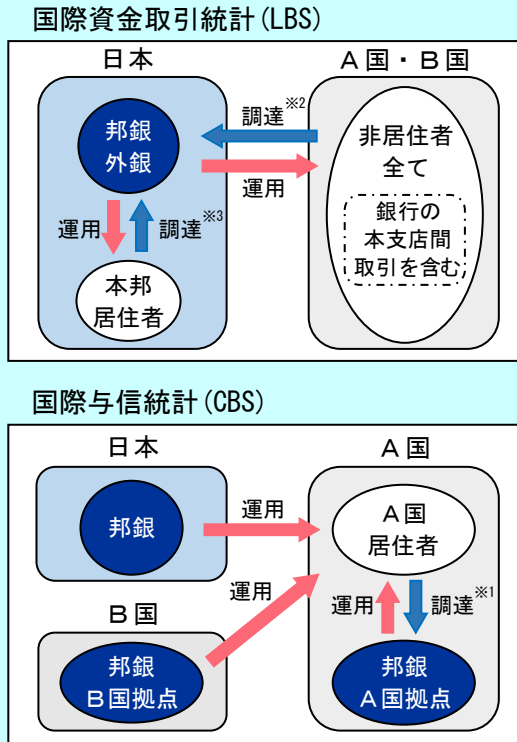 国際資金取引統計(LBS)
日本
A国・B国
邦銀
外銀
調達※2
運用
運用
調達※3
本邦
居住者
非居住者
全て
銀行の
本支店間
取引を含む
国際与信統計(CBS)
日本
A国
邦銀
運用
A国
居住者
運用
B国
運用
調達※1
邦銀
B国拠点
邦銀
A国拠点